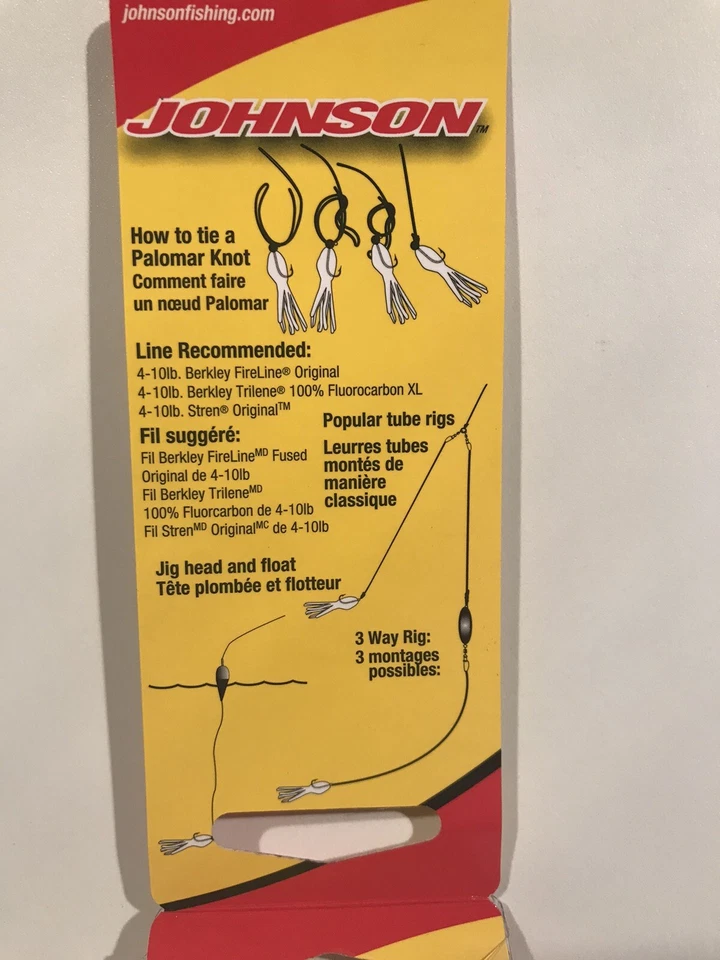 johnsonfishing.com
JOHNSON™
How to tie a
Palomar Knot
Comment faire
un nœud Palomar
Line Recommended:
4-10lb. Berkley FireLine® Original
4-10lb. Berkley Trilene® 100% Fluorocarbon XL
4-10lb. Stren® Original™
Fil suggéré:
Fil Berkley FireLineMD Fused
Original de 4-10lb
Fil Berkley TrileneMD
100% Fluorcarbon de 4-10lb
Fil StrenMD OriginalMC de 4-10lb
Popular tube rigs
Leurres tubes
montés de
manière
classique
Jig head and float
Tête plombée et flotteur
3 Way Rig:
3 montages
possibles: